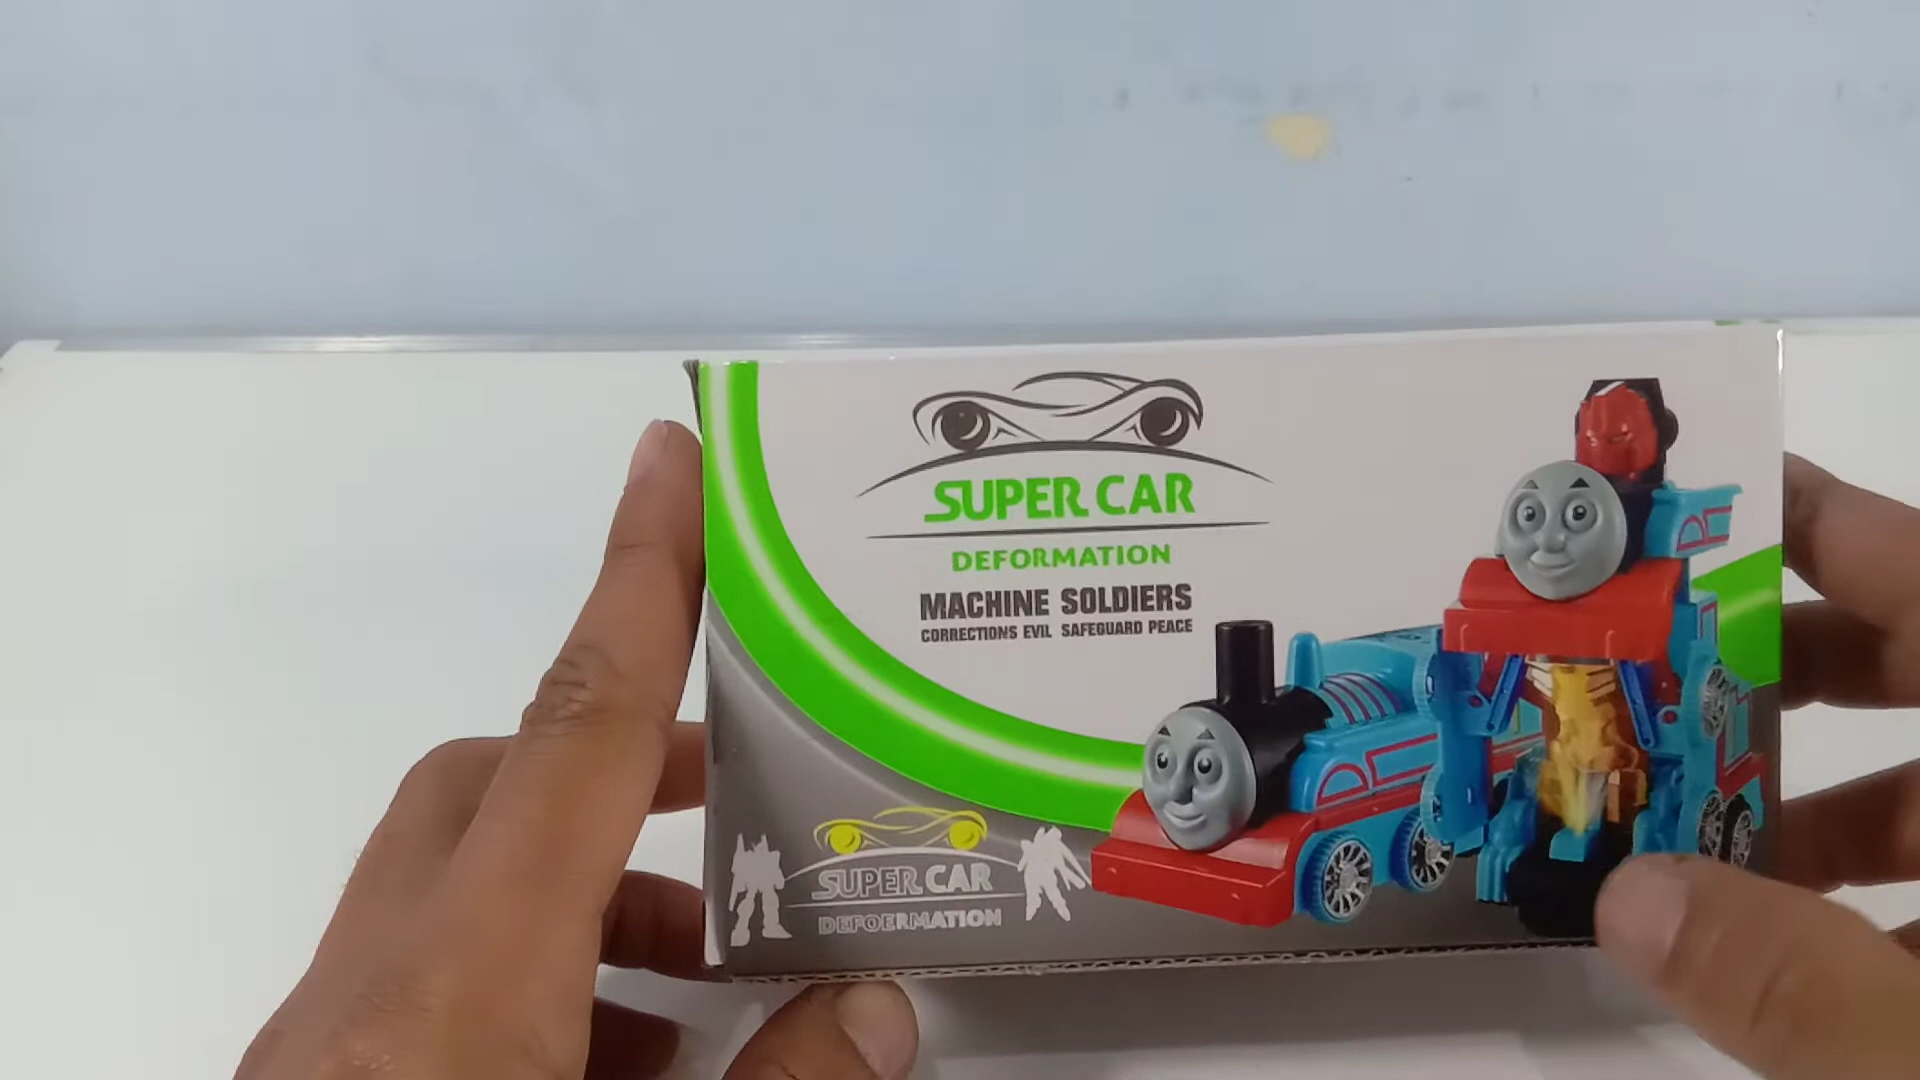 SUPER CAR
DEFORMATION
MACHINE SOLDIERS
CORRECTIONS EVIL SAFEGUARD PEACE
SUPER CAR
DEFOERMATION